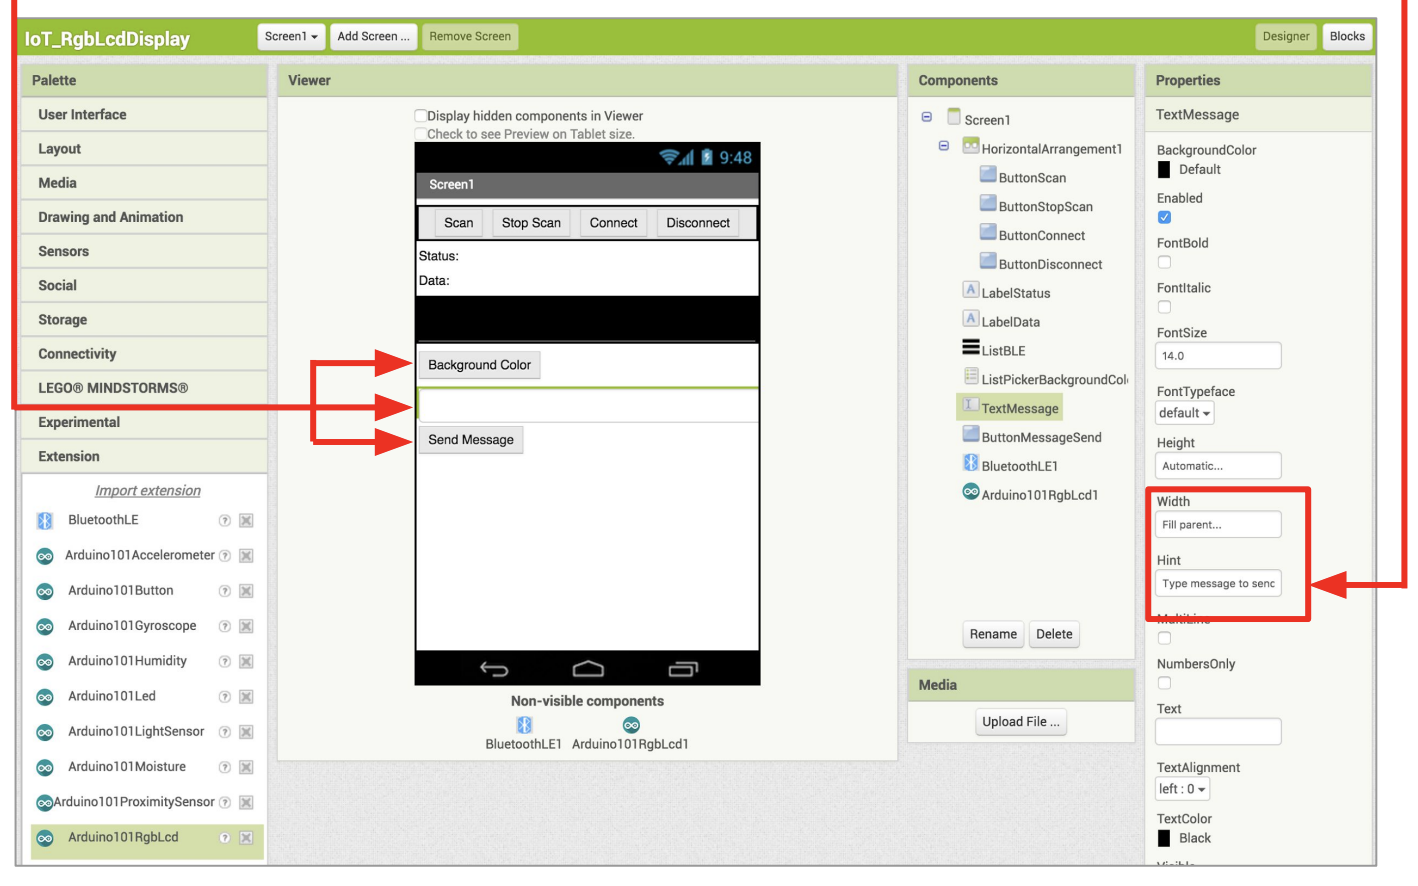 IoT_RgbLcdDisplay
Screen1
Add Screen ...
Remove Screen
Designer
Blocks
Palette
User Interface
Layout
Media
Drawing and Animation
Sensors
Social
Storage
Connectivity
LEGO® MINDSTORMS®
Experimental
Extension
Import extension
BluetoothLE ?
Arduino101Accelerometer ?
Arduino101Button ?
Arduino101Gyroscope ?
Arduino101Humidity ?
Arduino101Led ?
Arduino101LightSensor ?
Arduino101Moisture ?
Arduino101ProximitySensor ?
Arduino101RgbLcd ?
Viewer
Display hidden components in Viewer
Check to see Preview on Tablet size.
9:48
Screen1
Scan
Stop Scan
Connect
Disconnect
Status:
Data:
Background Color
Send Message
Non-visible components
BluetoothLE1
Arduino101RgbLcd1
Components
Screen1
HorizontalArrangement1
ButtonScan
ButtonStopScan
ButtonConnect
ButtonDisconnect
LabelStatus
LabelData
ListBLE
ListPickerBackgroundCol
TextMessage
ButtonMessageSend
BluetoothLE1
Arduino101RgbLcd1
Rename
Delete
Media
Upload File ...
Properties
TextMessage
BackgroundColor
Default
Enabled
FontBold
FontItalic
FontSize
14.0
FontTypeface
default
Height
Automatic...
Width
Fill parent...
Hint
Type message to senc
MultiLine
NumbersOnly
Text
TextAlignment
left : 0
TextColor
Black
Visible